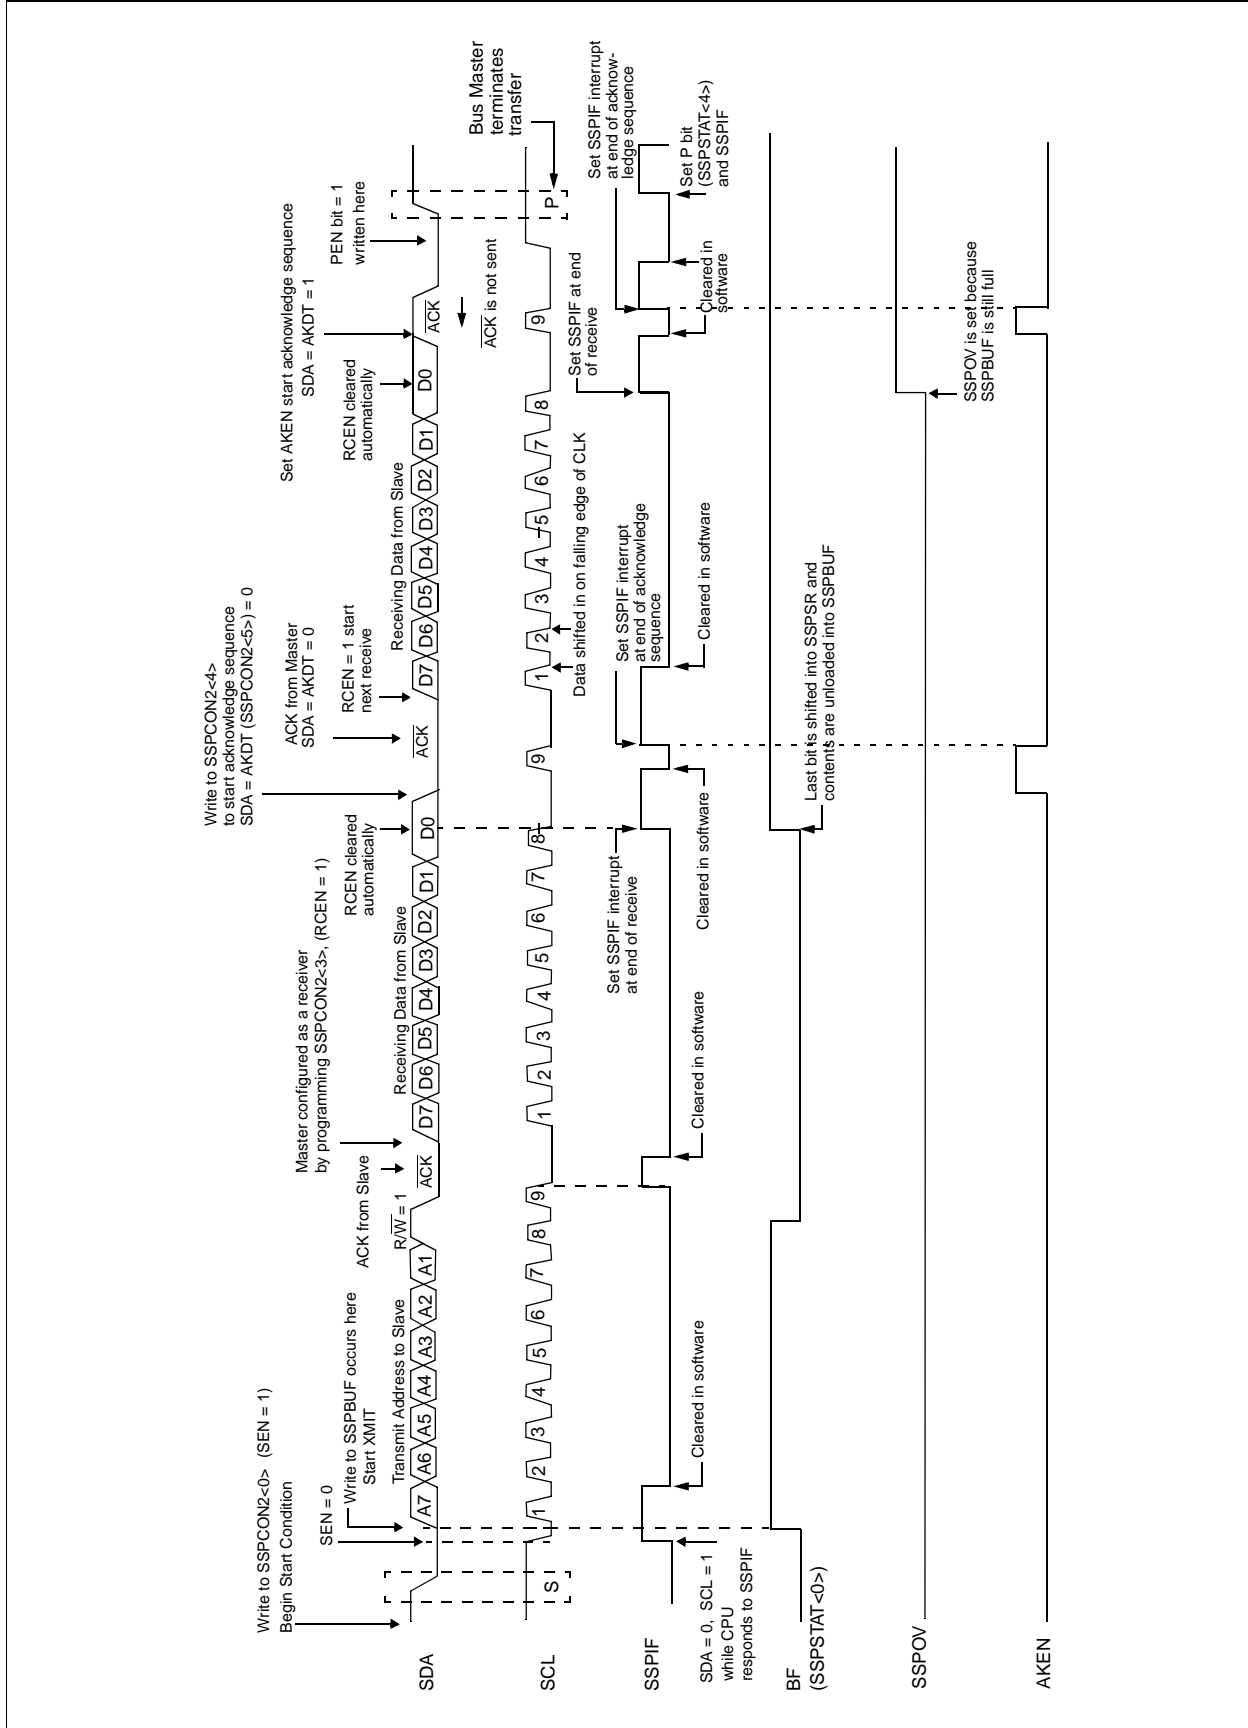 Write to SSPCON2<0> (SEN = 1)
Begin Start Condition
SEN = 0
Write to SSPBUF occurs here
Start XMIT
Transmit Address to Slave
R/W = 1
ACK from Slave
Master configured as a receiver
by programming SSPCON2<3>, (RCEN = 1)
Receiving Data from Slave
RCEN cleared
automatically
Write to SSPCON2<4>
to start acknowledge sequence
SDA = AKDT (SSPCON2<5>) = 0
ACK from Master
SDA = AKDT = 0
RCEN = 1 start
next receive
Receiving Data from Slave
RCEN cleared
automatically
Set AKEN start acknowledge sequence
SDA = AKDT = 1
PEN bit = 1
written here
SDA
A7 A6 A5 A4 A3 A2 A1 ACK D7 D6 D5 D4 D3 D2 D1 D0 ACK D7 D6 D5 D4 D3 D2 D1 D0 ACK
ACK is not sent
Bus Master
terminates
transfer
SCL
S 1 2 3 4 5 6 7 8 9 1 2 3 4 5 6 7 8 9 1 2 3 4 5 6 7 8 9 P
Data shifted in on falling edge of CLK
Set SSPIF interrupt
at end of receive
Set SSPIF interrupt
at end of acknowledge
sequence
Set SSPIF at end
of receive
Set SSPIF interrupt
at end of acknow-
ledge sequence
SSPIF
SDA = 0, SCL = 1
while CPU
responds to SSPIF
Cleared in software
Cleared in software
Cleared in software
Cleared in software
Cleared in
software
Set P bit
(SSPSTAT<4>)
and SSPIF
BF
(SSPSTAT<0>)
Last bit is shifted into SSPSR and
contents are unloaded into SSPBUF
SSPOV
SSPOV is set because
SSPBUF is still full
AKEN